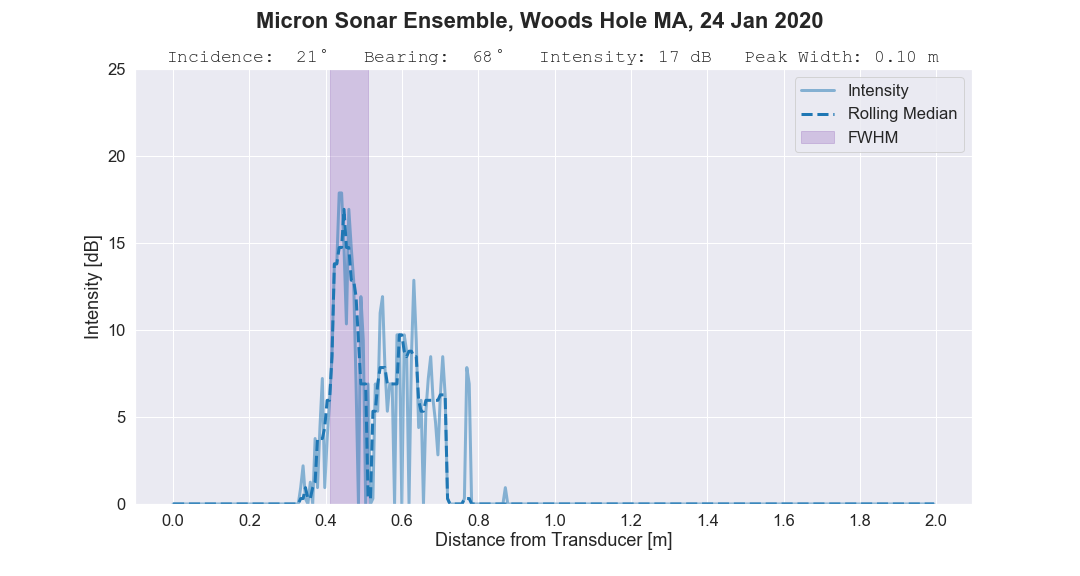 Micron Sonar Ensemble, Woods Hole MA, 24 Jan 2020
Incidence:  21˚   Bearing:  68˚   Intensity: 17 dB   Peak Width: 0.10 m
25
20
15
10
5
0
Intensity [dB]
Intensity
Rolling Median
FWHM
0.0 0.2 0.4 0.6 0.8 1.0 1.2 1.4 1.6 1.8 2.0
Distance from Transducer [m]